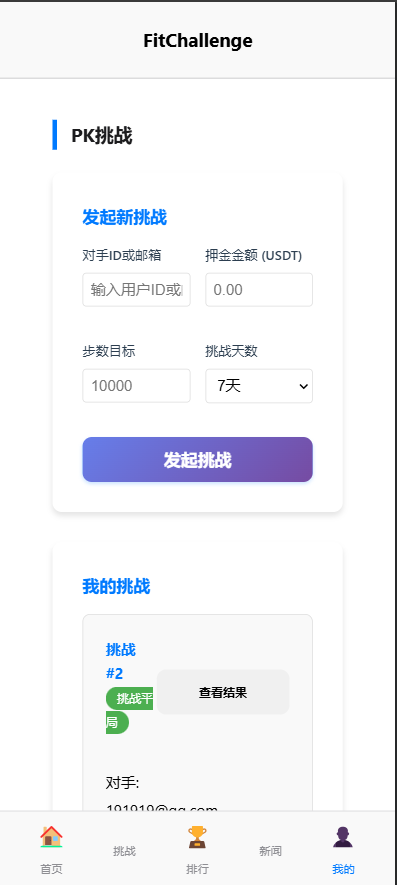 FitChallenge
PK挑战
发起新挑战
对手ID或邮箱 押金金额 (USDT)
输入用户ID或 0.00
步数目标 挑战天数
10000 7天
发起挑战
我的挑战
挑战
#2
挑战平
局
查看结果
对手:
191919@qq.com
首页 挑战 排行 新闻 我的